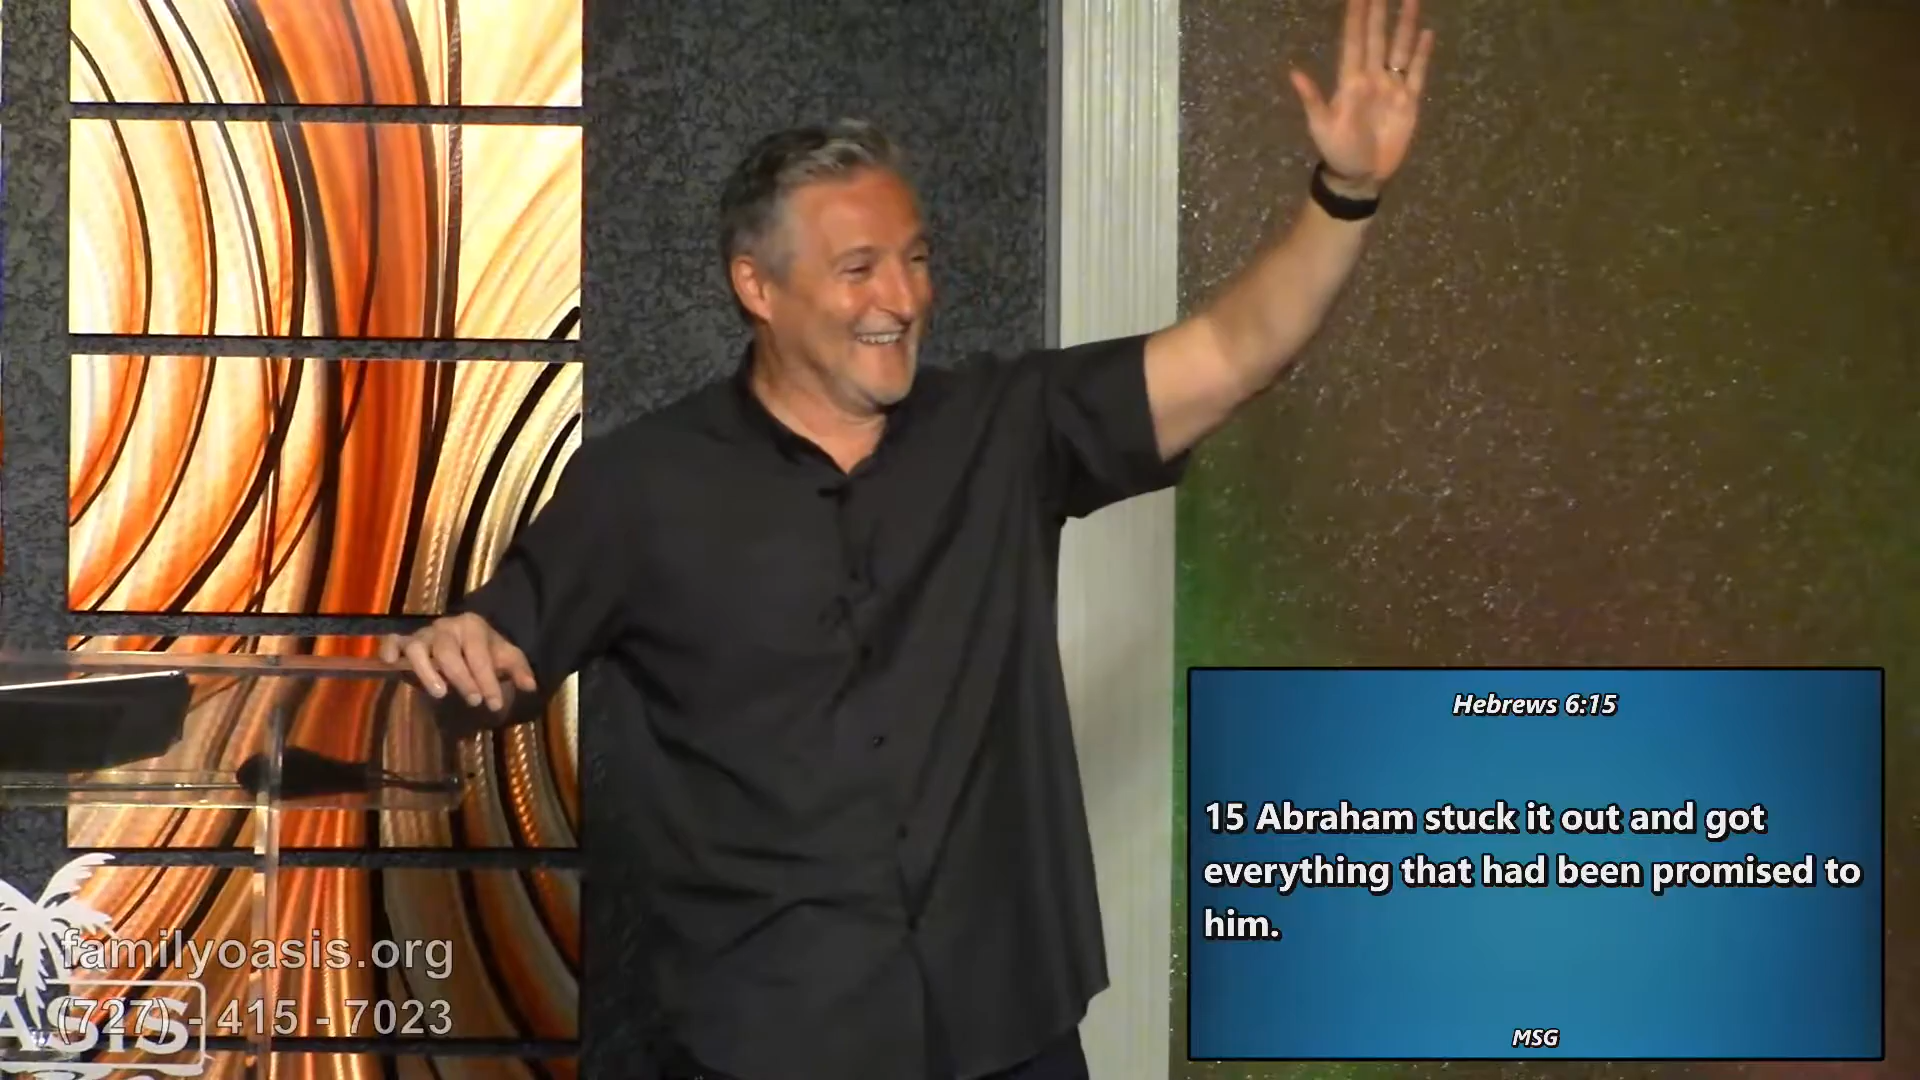 Hebrews 6:15
15 Abraham stuck it out and got
everything that had been promised to
him.
MSG
familyoasis.org
(727) - 415 - 7023